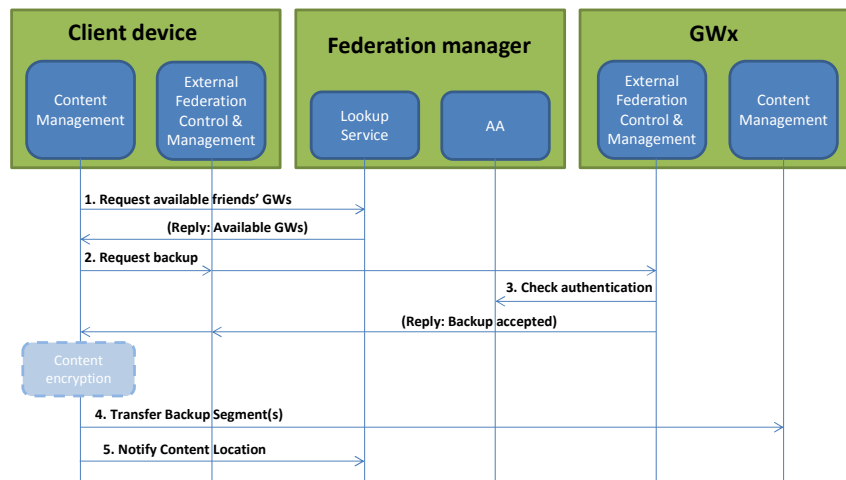 Client device
Federation manager
GWx
Content
Management
External
Federation
Control &
Management
Lookup
Service
AA
External
Federation
Control &
Management
Content
Management
1. Request available friends' GWs
(Reply: Available GWs)
2. Request backup
3. Check authentication
(Reply: Backup accepted)
Content
encryption
4. Transfer Backup Segment(s)
5. Notify Content Location